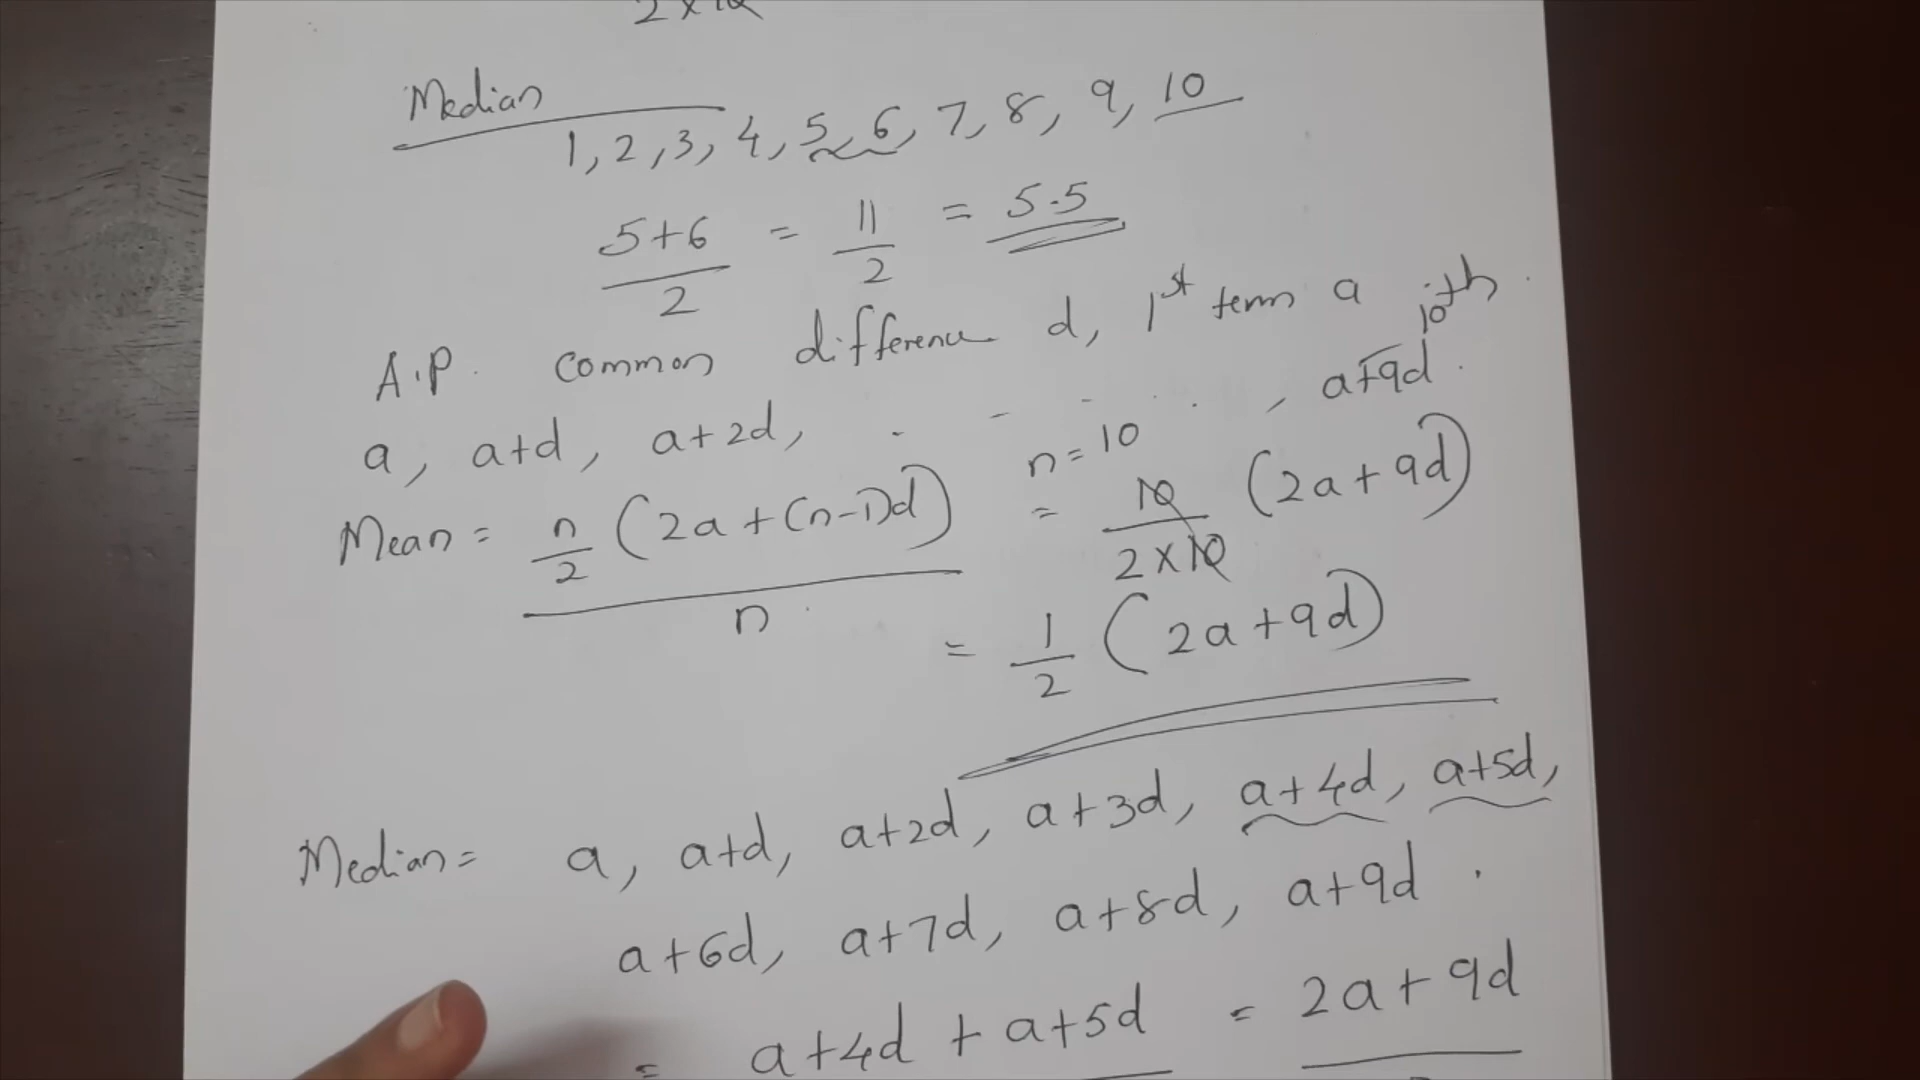 2 x 10
Median
1, 2, 3, 4, 5, 6, 7, 8, 9, 10
5+6/2 = 11/2 = 5.5
A.P. Common difference d, 1st term a
10th
a, a+d, a+2d, . - - . . , a+9d.
n=10
Mean = n/2 (2a + (n-1)d) / n = 10/2x10 (2a + 9d)
= 1/2 (2a+9d)
Median = a, a+d, a+2d, a+3d, a+4d, a+5d,
a+6d, a+7d, a+8d, a+9d.
= a+4d + a+5d = 2a+9d